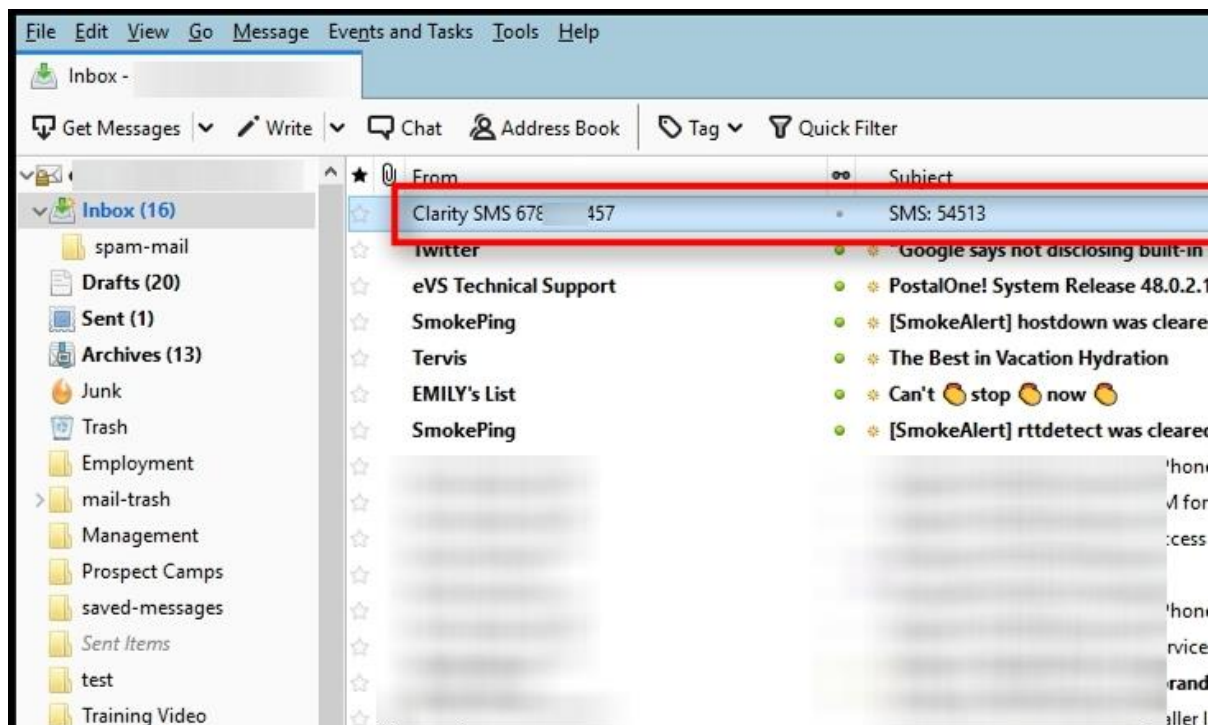 File Edit View Go Message Events and Tasks Tools Help
Inbox -
Get Messages Write Chat Address Book Tag Quick Filter
From Subject
Inbox (16)
Clarity SMS 678 457 SMS: 54513
spam-mail
Twitter "Google says not disclosing built-in
Drafts (20)
eVS Technical Support PostalOne! System Release 48.0.2.1
Sent (1)
SmokePing [SmokeAlert] hostdown was cleare
Archives (13)
Tervis The Best in Vacation Hydration
Junk
EMILY's List Can't 👏 stop 👏 now 👏
Trash
SmokePing [SmokeAlert] rttdetect was cleared
Employment
mail-trash
M for
Management
Prospect Camps
saved-messages
Sent Items
test
Training Video